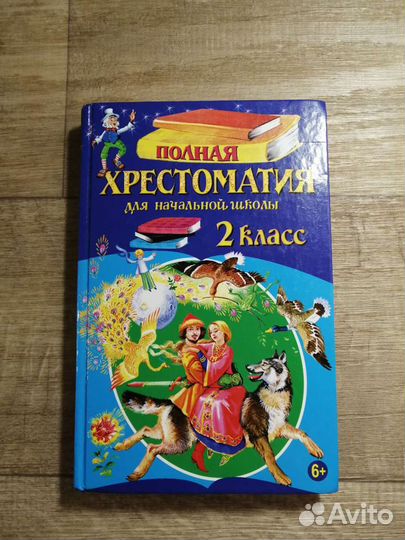 ПОЛНАЯ
ХРЕСТОМАТИЯ
для начальной школы
2 класс
6+
Avito